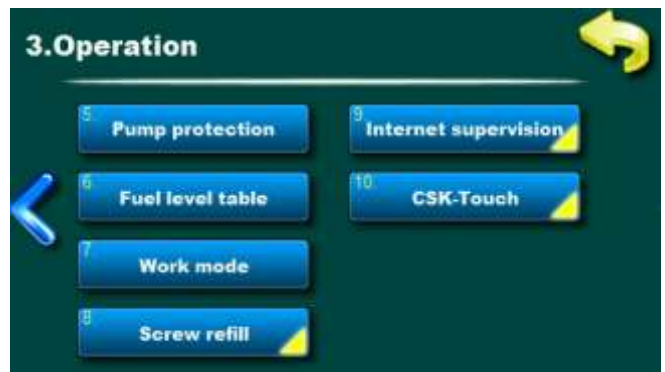 3.Operation
5
Pump protection
6
Fuel level table
7
Work mode
8
Screw refill
9
Internet supervision
10
CSK-Touch